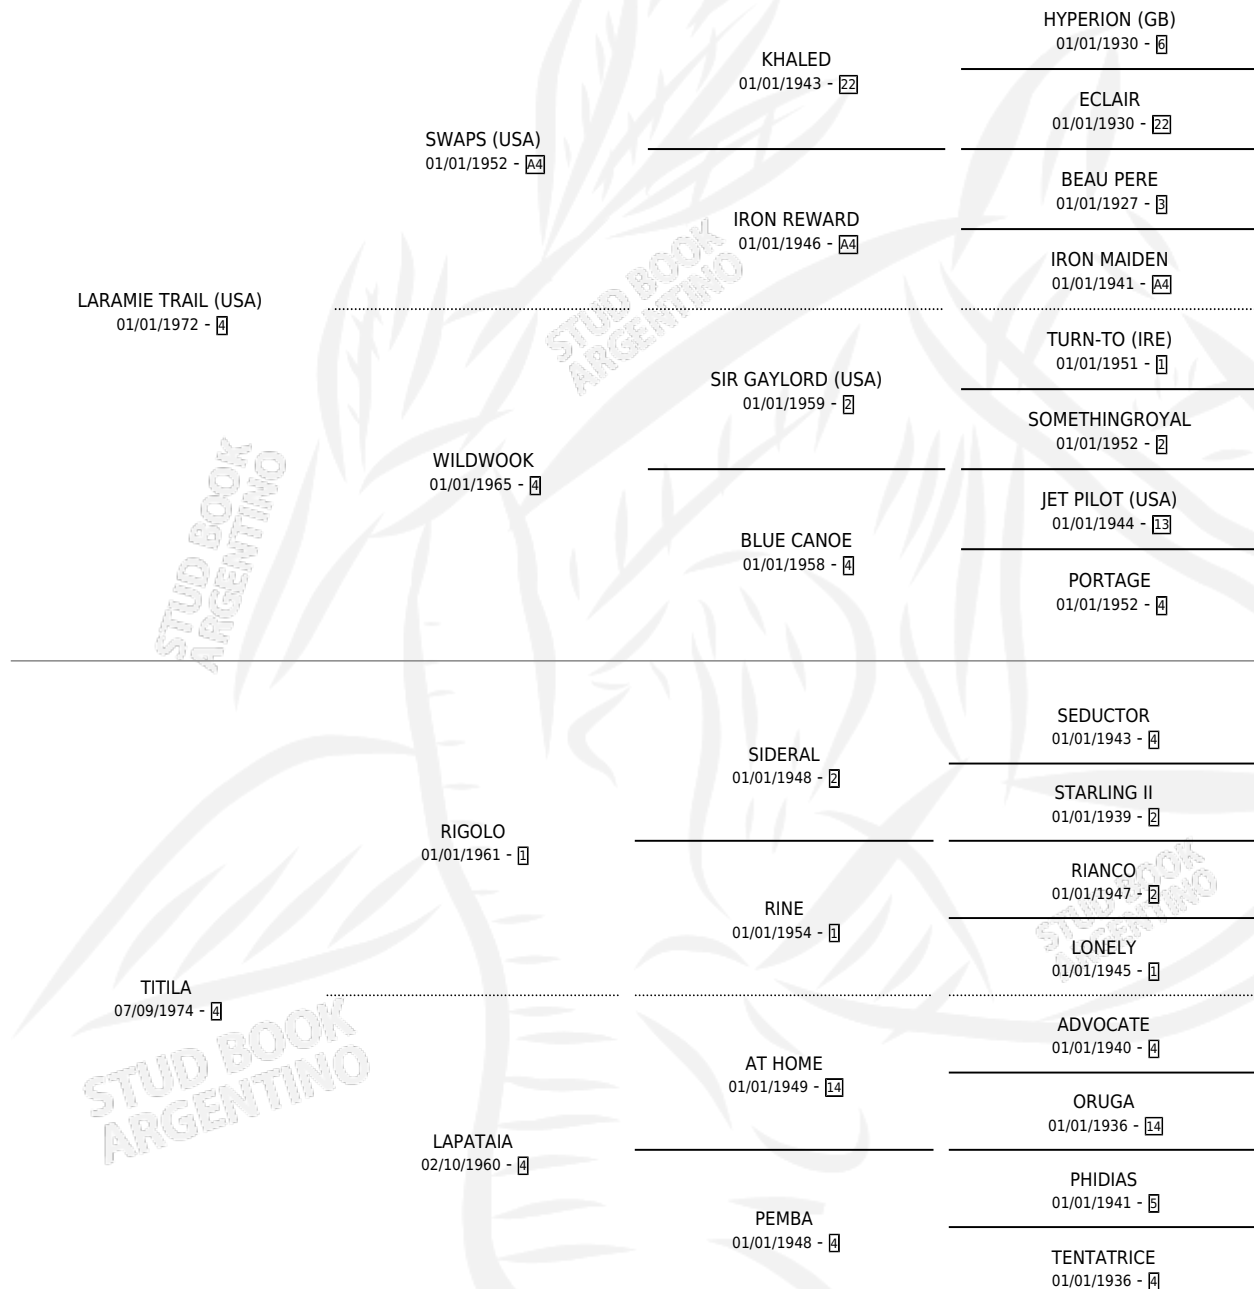 HYPERION (GB)
01/01/1930 - 6
KHALED
01/01/1943 - 22
ECLAIR
01/01/1930 - 22
SWAPS (USA)
01/01/1952 - A4
BEAU PERE
01/01/1927 - 3
IRON REWARD
01/01/1946 - A4
IRON MAIDEN
01/01/1941 - A4
LARAMIE TRAIL (USA)
01/01/1972 - 4
TURN-TO (IRE)
01/01/1951 - 1
SIR GAYLORD (USA)
01/01/1959 - 2
SOMETHINGROYAL
01/01/1952 - 2
WILDWOOK
01/01/1965 - 4
JET PILOT (USA)
01/01/1944 - 13
BLUE CANOE
01/01/1958 - 4
PORTAGE
01/01/1952 - 4
SEDUCTOR
01/01/1943 - 4
SIDERAL
01/01/1948 - 2
STARLING II
01/01/1939 - 2
RIGOLO
01/01/1961 - 1
RIANCO
01/01/1947 - 2
RINE
01/01/1954 - 1
LONELY
01/01/1945 - 1
TITILA
07/09/1974 - 4
ADVOCATE
01/01/1940 - 4
AT HOME
01/01/1949 - 14
ORUGA
01/01/1936 - 14
LAPATAIA
02/10/1960 - 4
PHIDIAS
01/01/1941 - 5
PEMBA
01/01/1948 - 4
TENTATRICE
01/01/1936 - 4
STUD BOOK
ARGENTINO
STUD BOOK
ARGENTINO
STUD BOOK
ARGENTINO
STUD BOOK
ARGENTINO